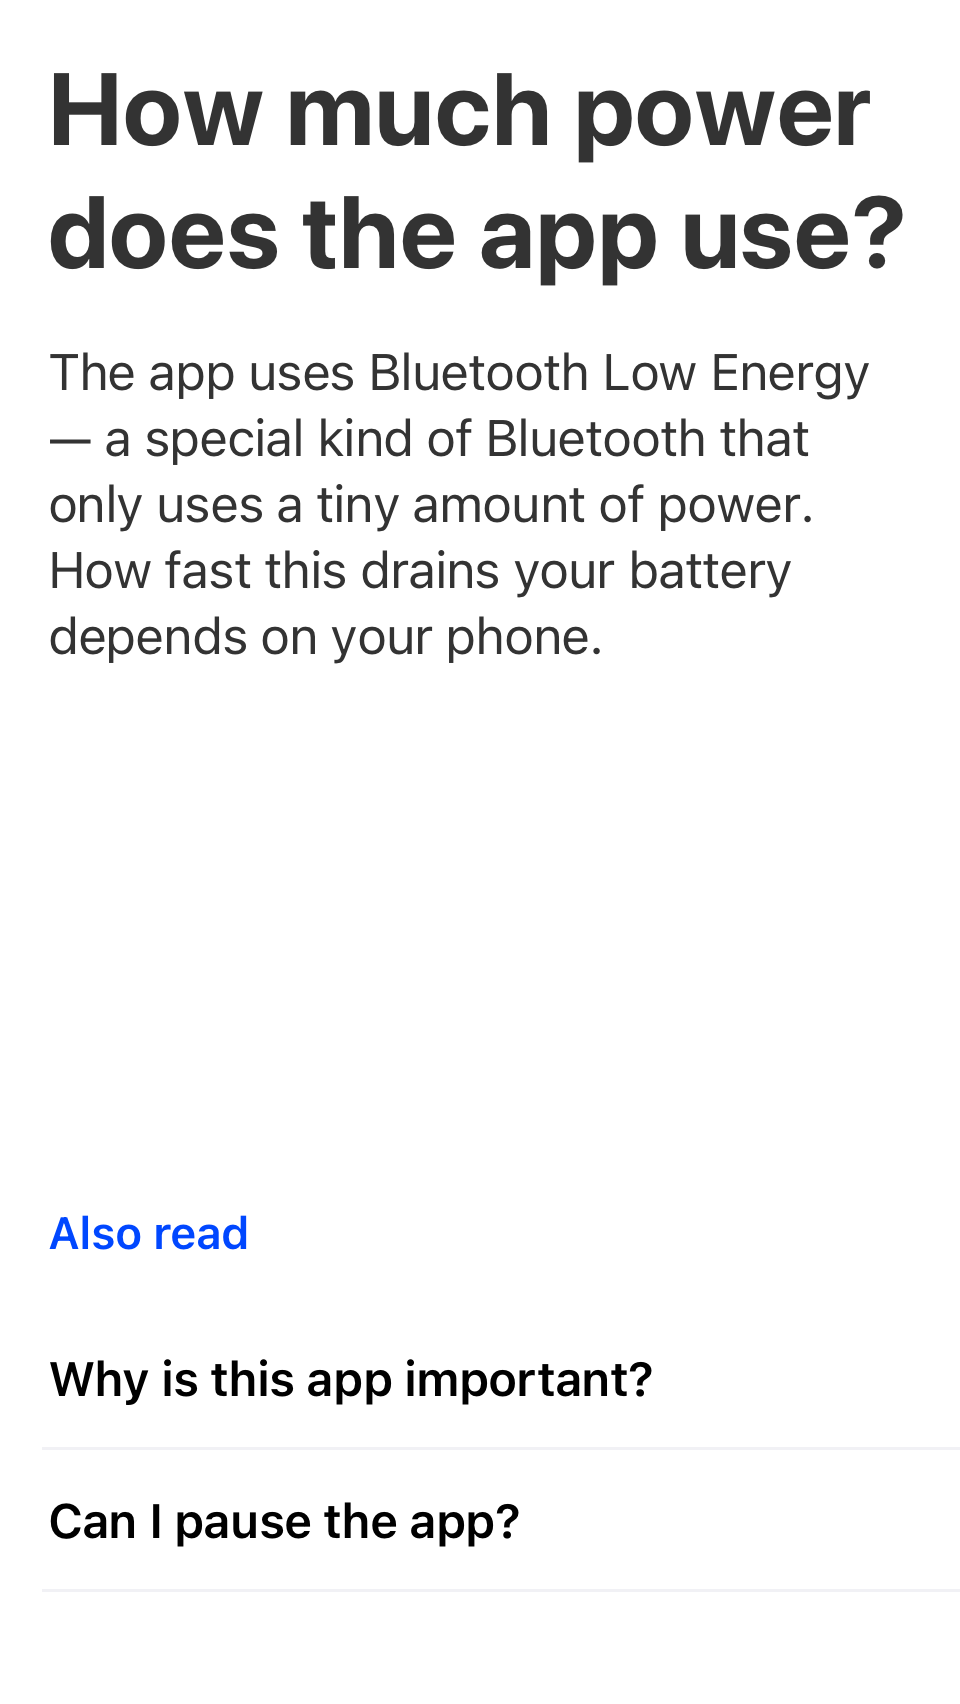 How much power
does the app use?
The app uses Bluetooth Low Energy
— a special kind of Bluetooth that
only uses a tiny amount of power.
How fast this drains your battery
depends on your phone.
Also read
Why is this app important?
Can I pause the app?